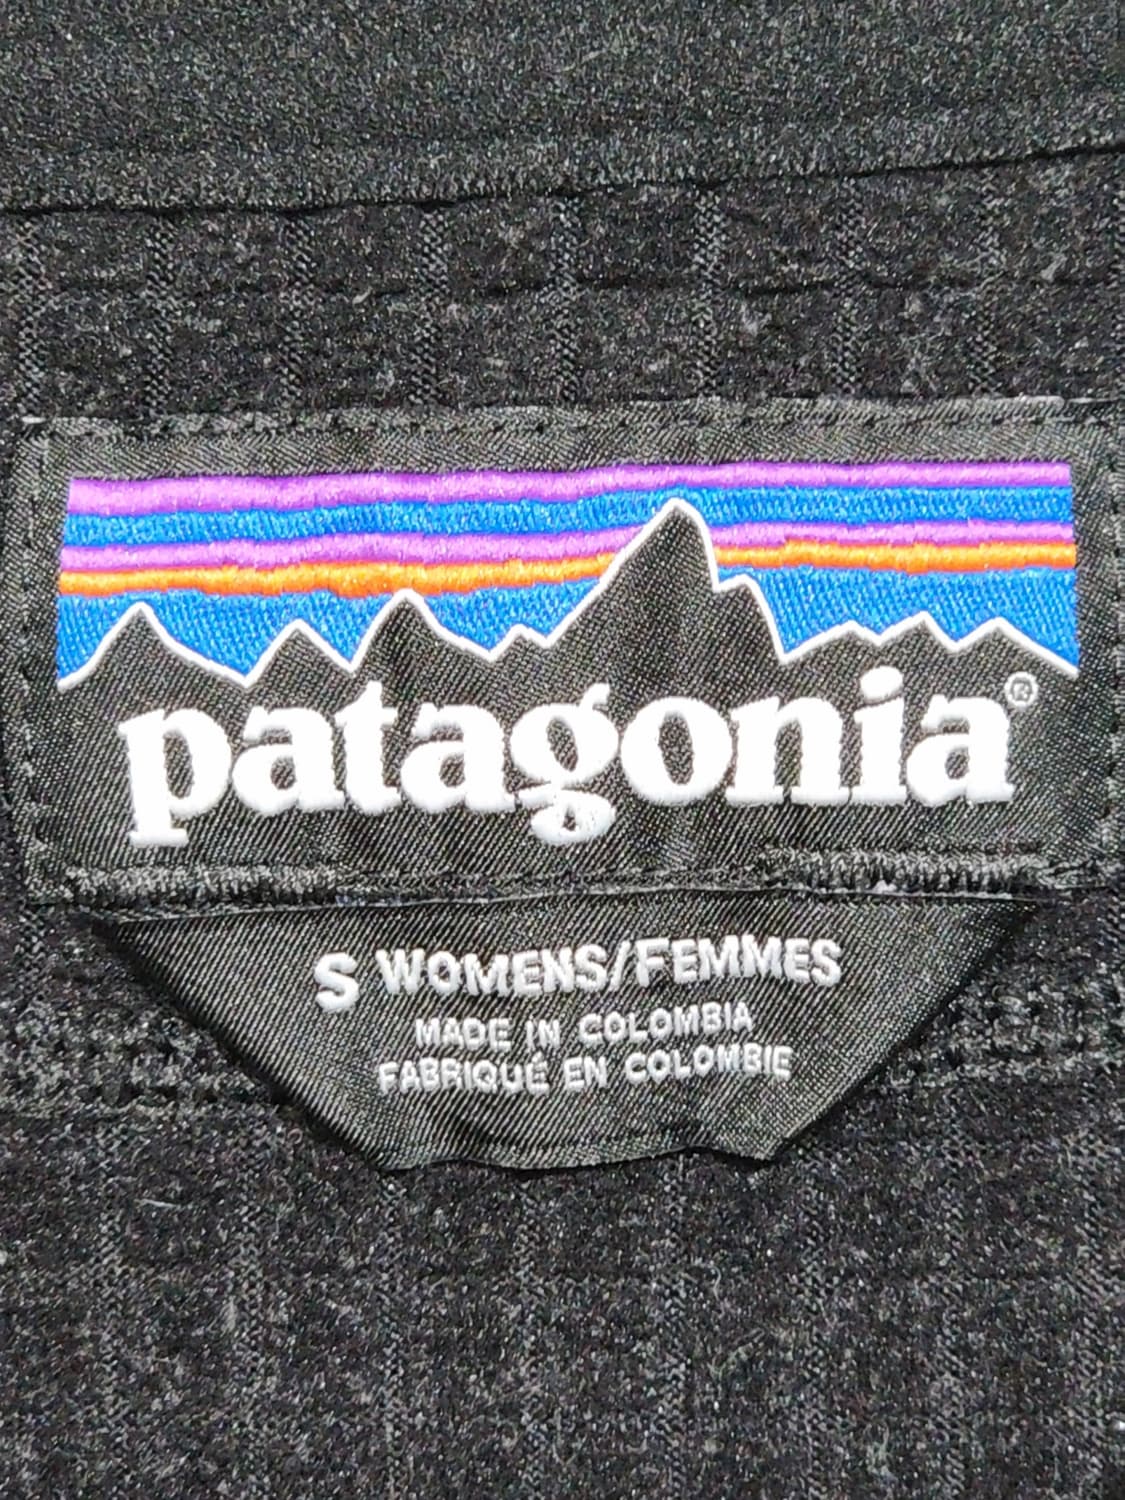 patagonia®
S WOMENS/FEMMES
MADE IN COLOMBIA
FABRIQUÉ EN COLOMBIE